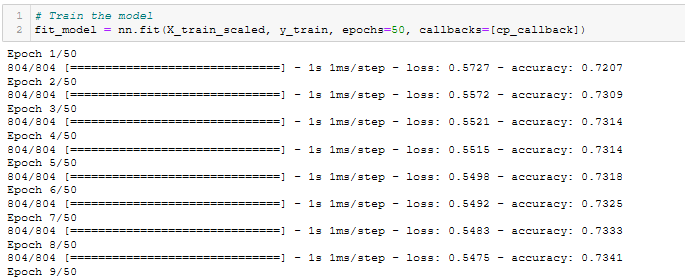 1 # Train the model
2 fit_model = nn.fit(X_train_scaled, y_train, epochs=50, callbacks=[cp_callback])
Epoch 1/50
804/804 [==============================] - 1s 1ms/step - loss: 0.5727 - accuracy: 0.7207
Epoch 2/50
804/804 [==============================] - 1s 1ms/step - loss: 0.5572 - accuracy: 0.7309
Epoch 3/50
804/804 [==============================] - 1s 1ms/step - loss: 0.5521 - accuracy: 0.7314
Epoch 4/50
804/804 [==============================] - 1s 1ms/step - loss: 0.5515 - accuracy: 0.7314
Epoch 5/50
804/804 [==============================] - 1s 1ms/step - loss: 0.5498 - accuracy: 0.7318
Epoch 6/50
804/804 [==============================] - 1s 1ms/step - loss: 0.5492 - accuracy: 0.7325
Epoch 7/50
804/804 [==============================] - 1s 1ms/step - loss: 0.5483 - accuracy: 0.7333
Epoch 8/50
804/804 [==============================] - 1s 1ms/step - loss: 0.5475 - accuracy: 0.7341
Epoch 9/50